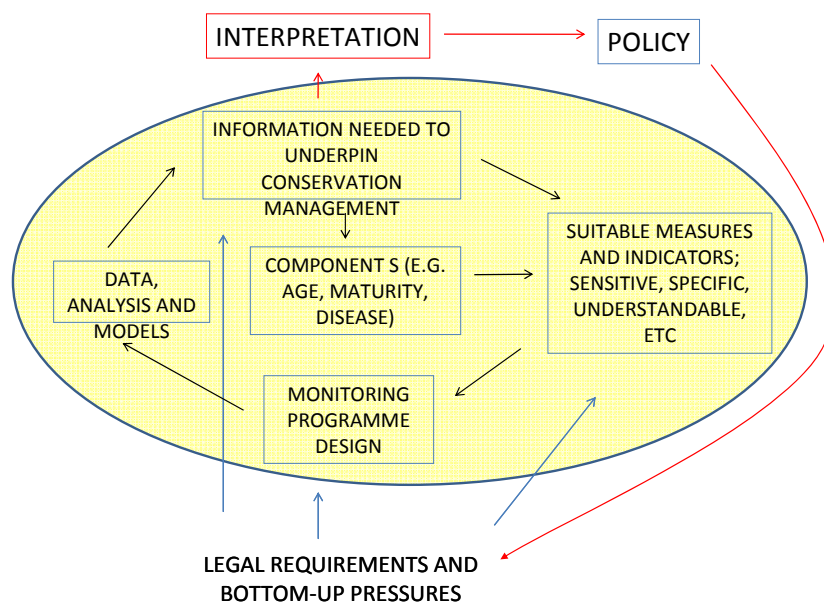 INTERPRETATION
POLICY
INFORMATION NEEDED TO
UNDERPIN
CONSERVATION
MANAGEMENT
SUITABLE MEASURES
AND INDICATORS;
SENSITIVE, SPECIFIC,
UNDERSTANDABLE,
ETC
COMPONENT S (E.G.
AGE, MATURITY,
DISEASE)
DATA,
ANALYSIS AND
MODELS
MONITORING
PROGRAMME
DESIGN
LEGAL REQUIREMENTS AND
BOTTOM-UP PRESSURES